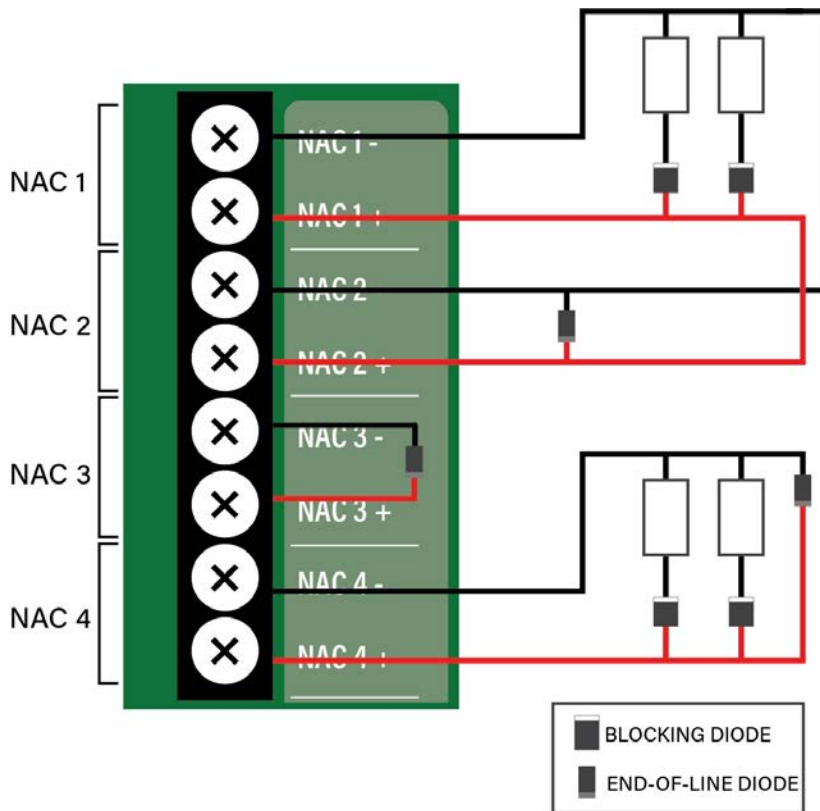 NAC 1
NAC 2
NAC 3
NAC 4
NAC 1 -
NAC 1 +
NAC 2
NAC 2 +
NAC 3 -
NAC 3 +
NAC 4 -
NAC 4 +
BLOCKING DIODE
END-OF-LINE DIODE